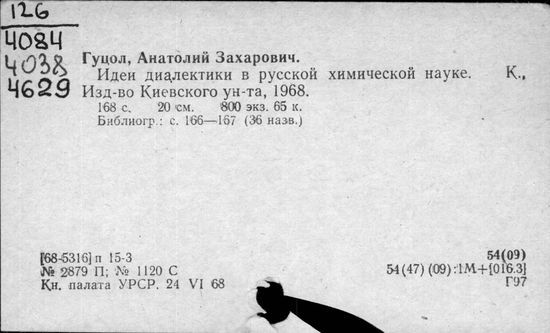 126
4084
4038
4629
Гуцол, Анатолий Захарович.
Идеи диалектики в русской химической науке. К.,
Изд-во Киевского ун-та, 1968.
168 с. 20 см. 800 экз. 65 к.
Библиогр.: с. 166—167 (36 назв.)
[68-5316] п 15-3
№ 2879 П; № 1120 С
Кн. палата УРСР. 24 VI 68
54(09)
54(47) (09):1М+[016.3]
Г97